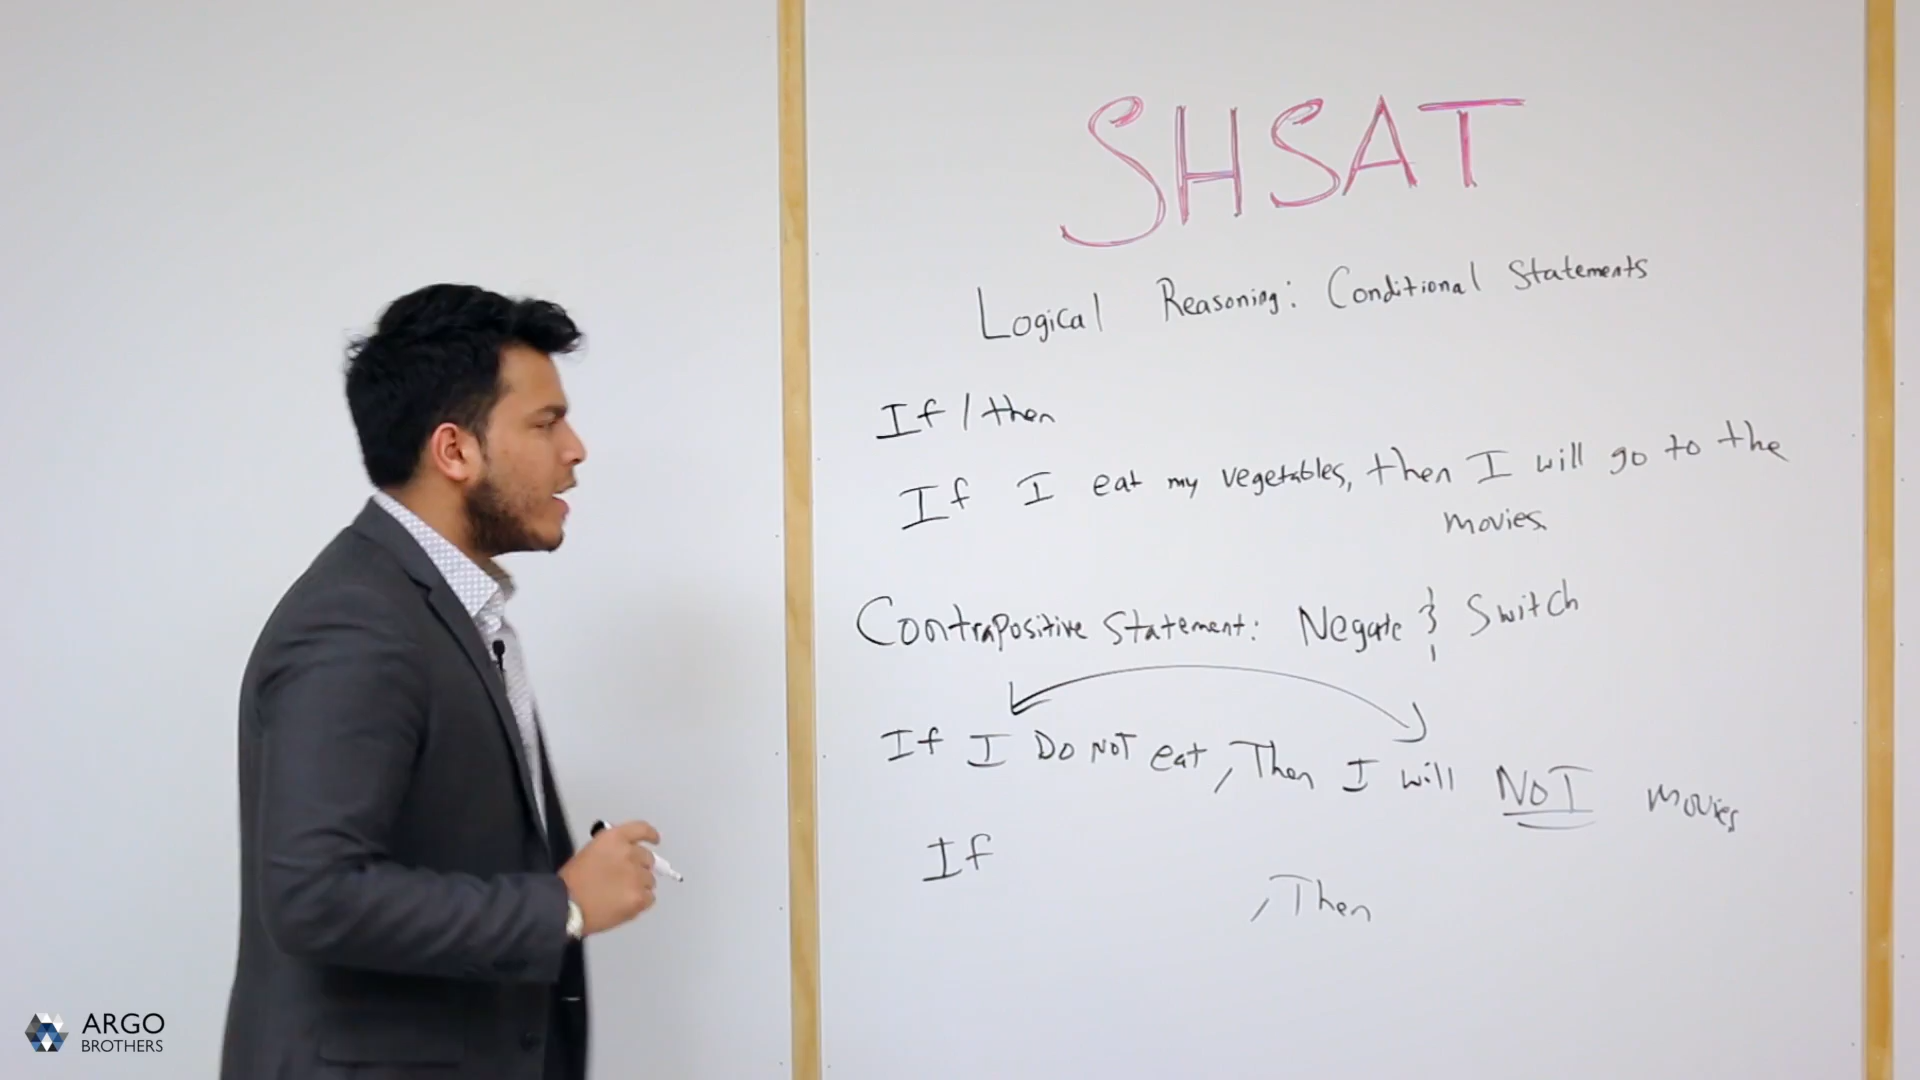 SHSAT
Logical Reasoning: Conditional Statements
If / then
If I eat my vegetables, then I will go to the
movies.
Contrapositive Statement: Negate & Switch
If I DO NOT eat, Then I will NOT movies
If , Then
ARGO
BROTHERS